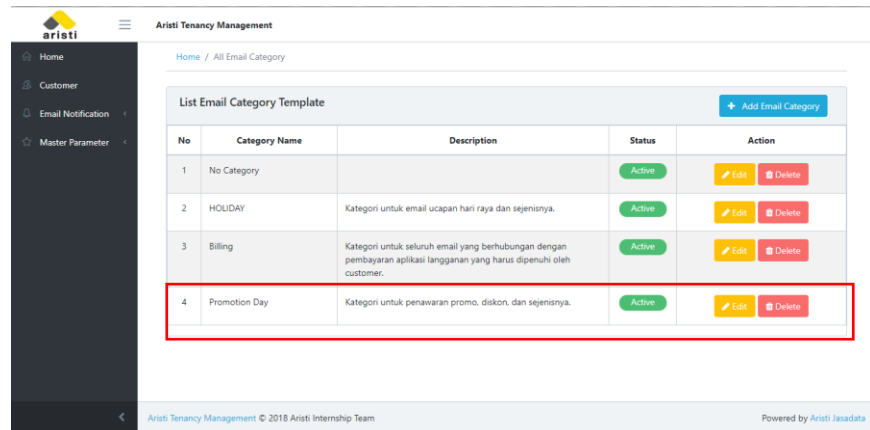 aristi
Aristi Tenancy Management
Home
Customer
Email Notification
Master Parameter
Home / All Email Category
List Email Category Template
+ Add Email Category
No Category Name Description Status Action
1 No Category Active Edit Delete
2 HOLIDAY Kategori untuk email ucapan hari raya dan sejenisnya. Active Edit Delete
3 Billing Kategori untuk seluruh email yang berhubungan dengan Active Edit Delete
pembayaran aplikasi langganan yang harus dipenuhi oleh
customer.
4 Promotion Day Kategori untuk penawaran promo, diskon, dan sejenisnya. Active Edit Delete
Aristi Tenancy Management © 2018 Aristi Internship Team Powered by Aristi Jasadata